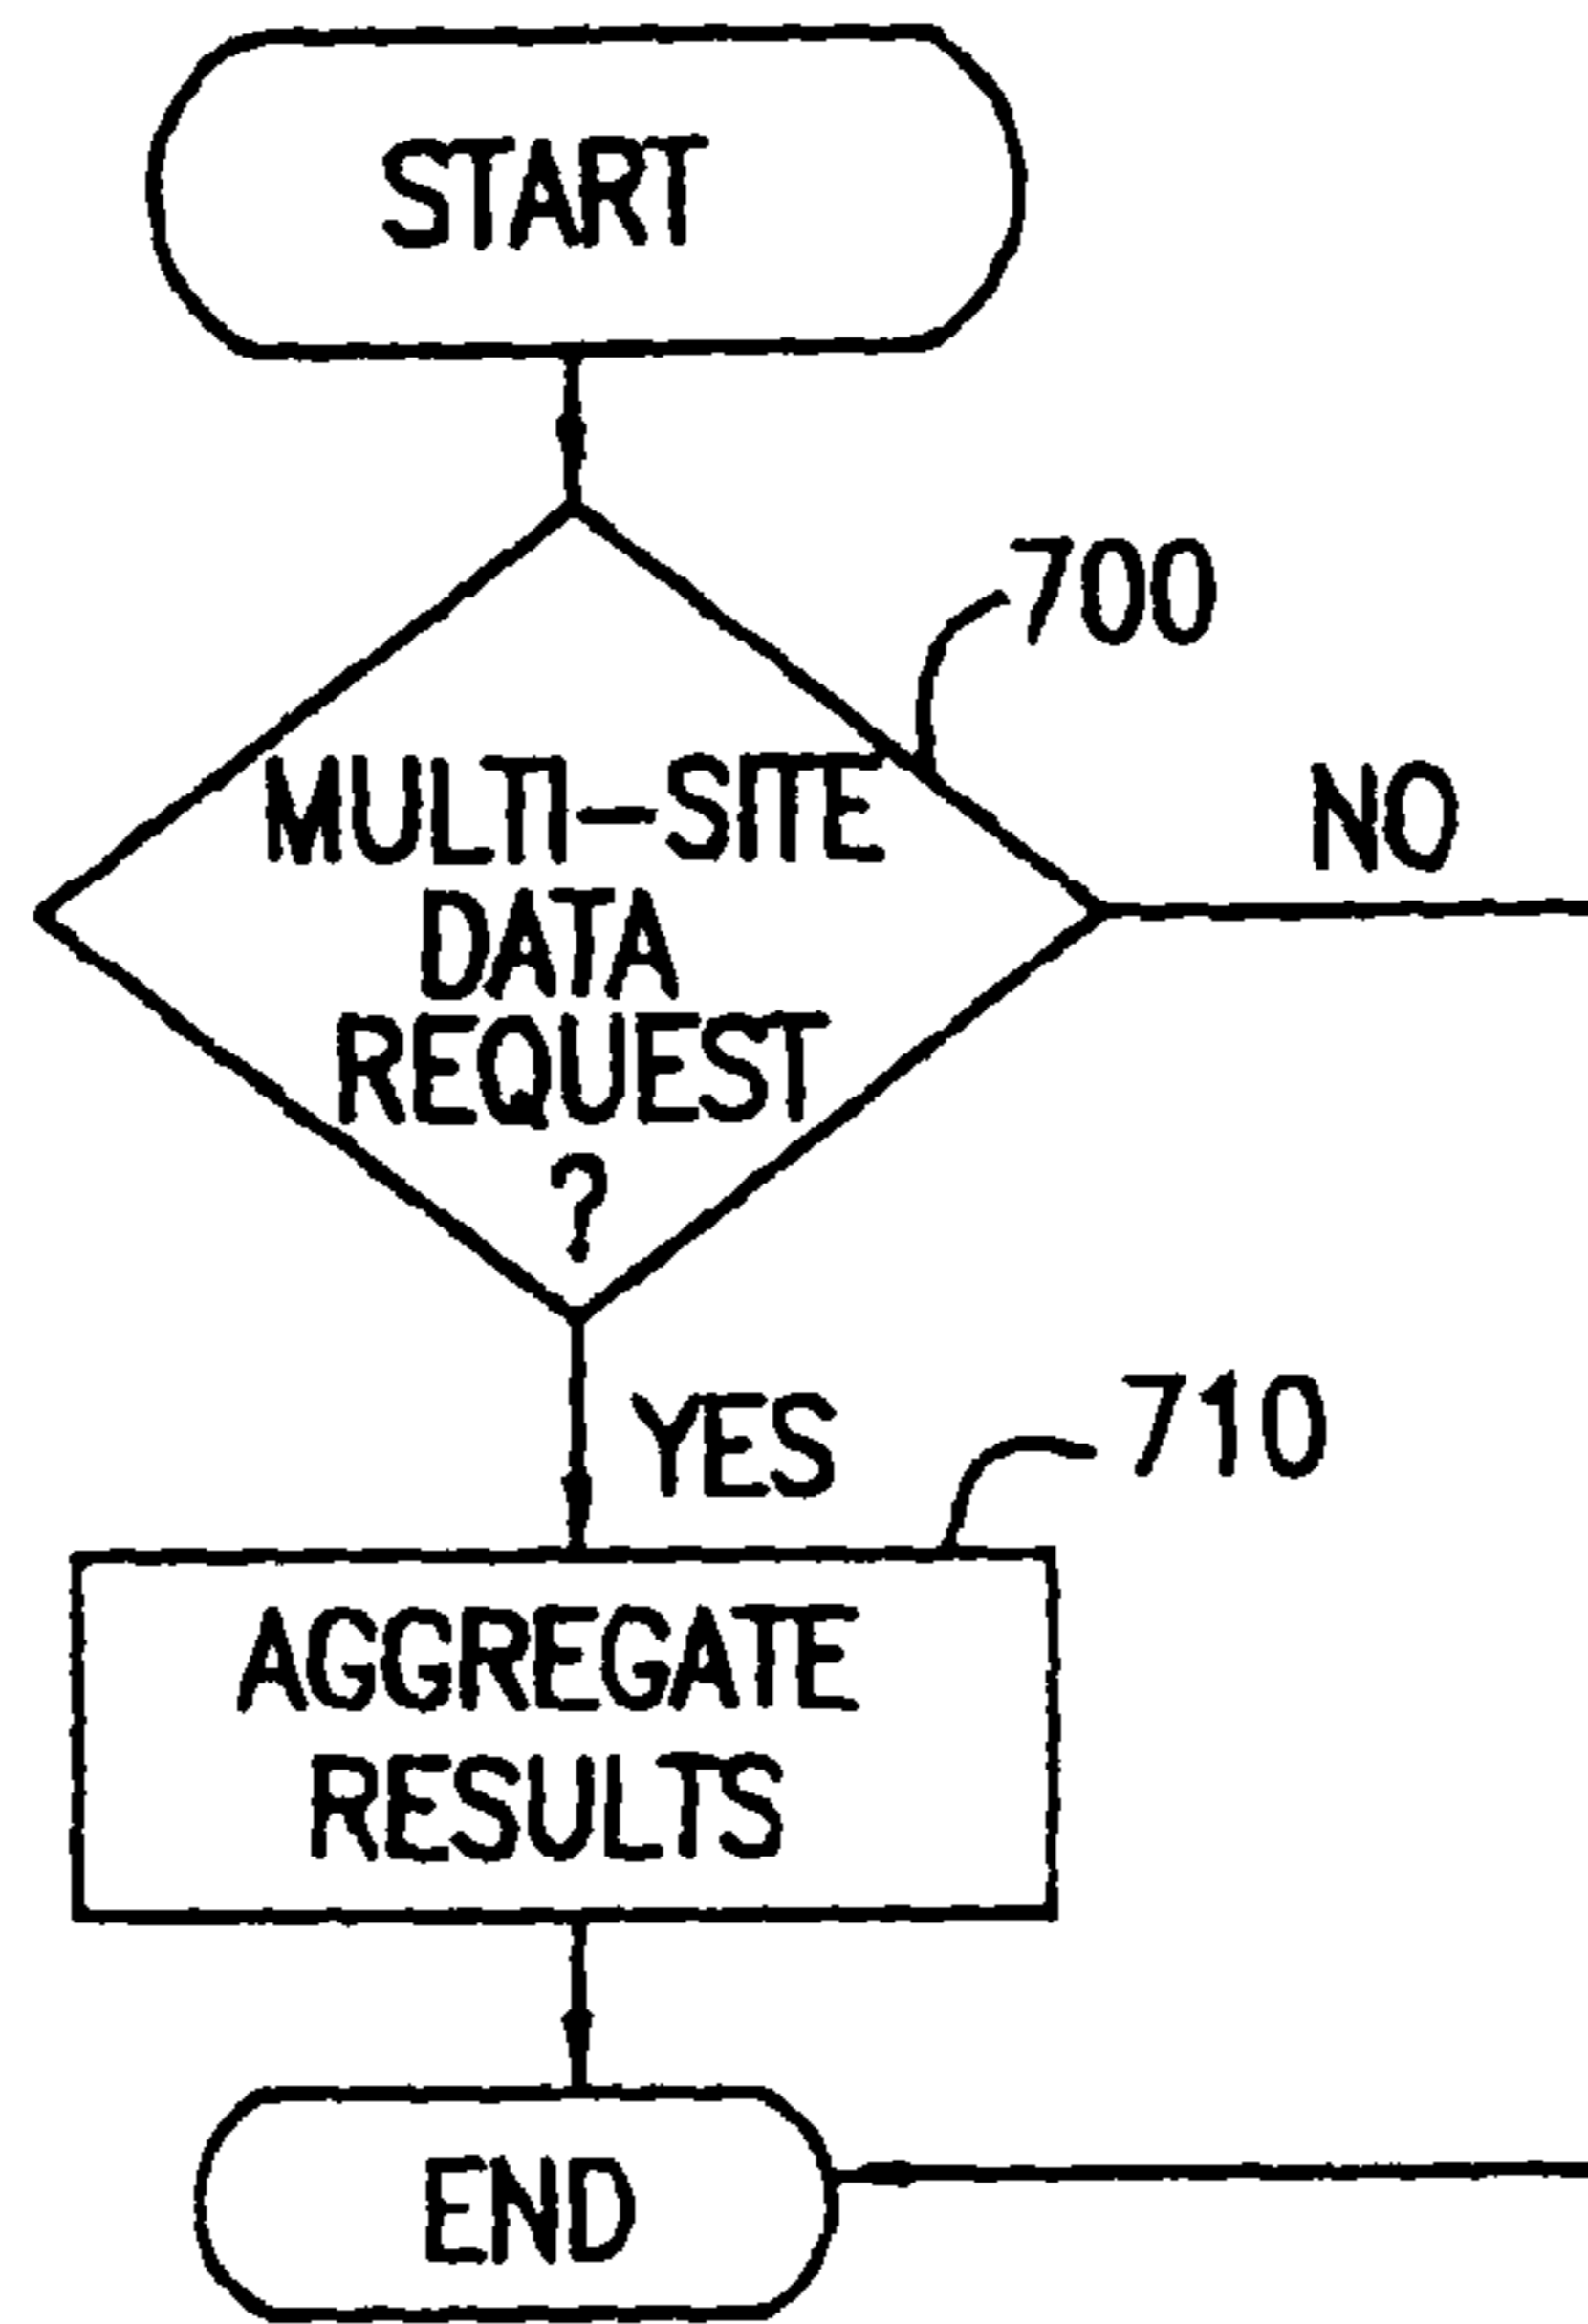 START
700
MULTI-SITE
DATA
REQUEST
?
NO
YES
710
AGGREGATE
RESULTS
END